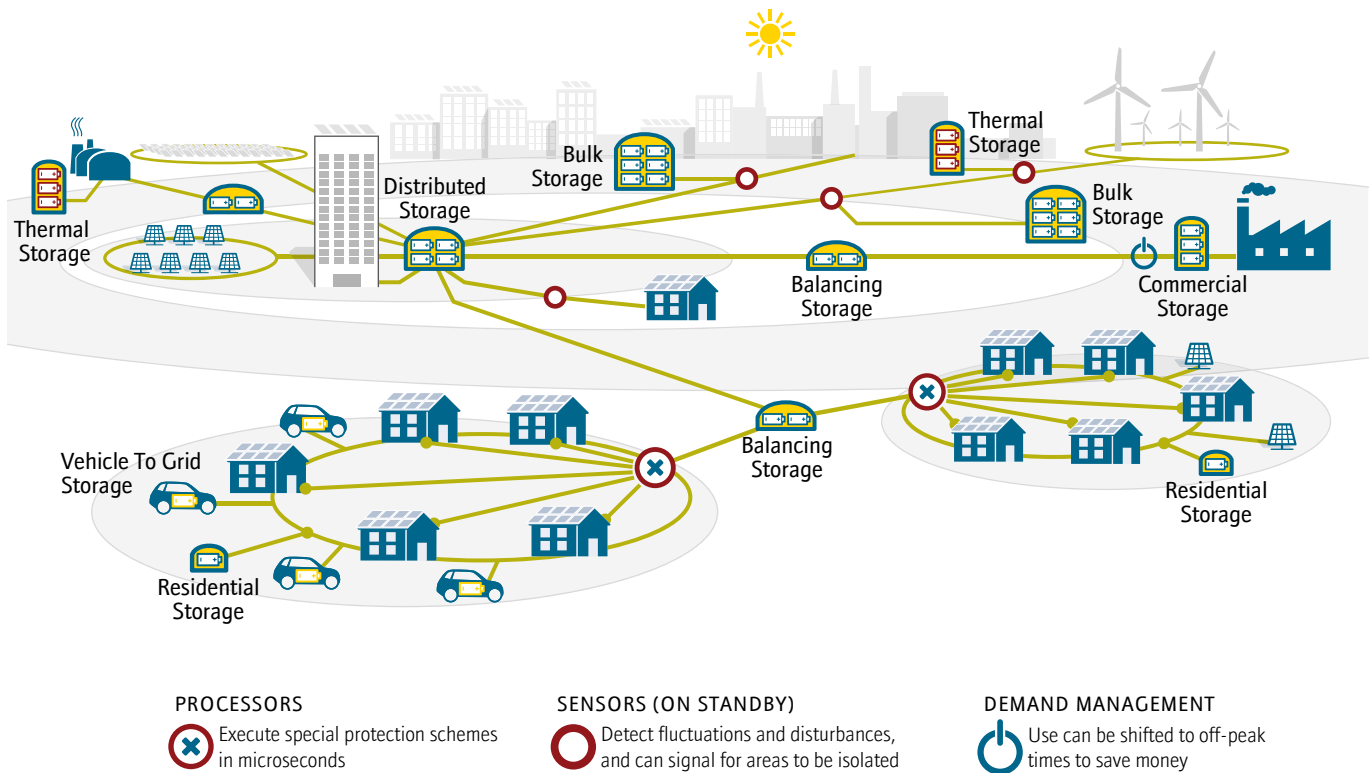 Thermal
Storage
Bulk
Storage
Distributed
Storage
Bulk
Storage
Thermal
Storage
Balancing
Storage
Commercial
Storage
Vehicle To Grid
Storage
Balancing
Storage
Residential
Storage
Residential
Storage
PROCESSORS
Execute special protection schemes
in microseconds
SENSORS (ON STANDBY)
Detect fluctuations and disturbances,
and can signal for areas to be isolated
DEMAND MANAGEMENT
Use can be shifted to off-peak
times to save money